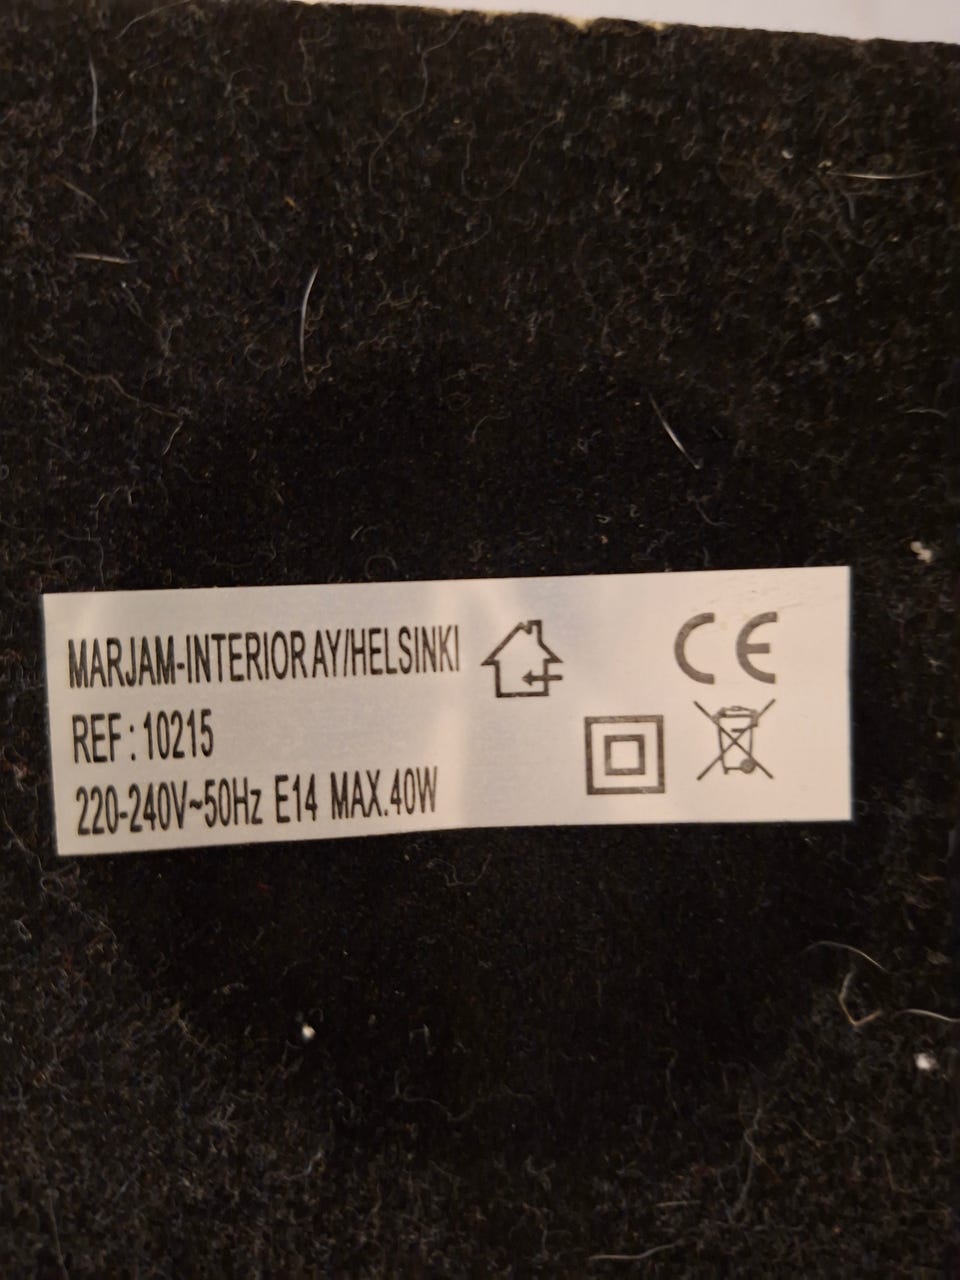 MARJAM-INTERIOR AY/HELSINKI
REF : 10215
220-240V~50Hz E14 MAX.40W
CE